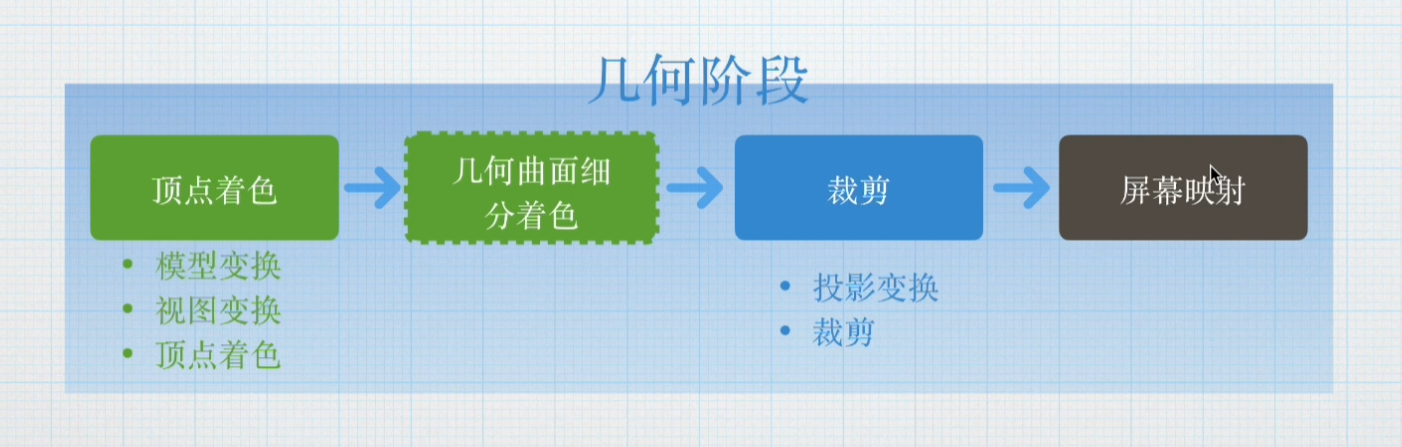 几何阶段
顶点着色
几何曲面细
分着色
裁剪
屏幕映射
• 模型变换
• 视图变换
• 顶点着色
• 投影变换
• 裁剪